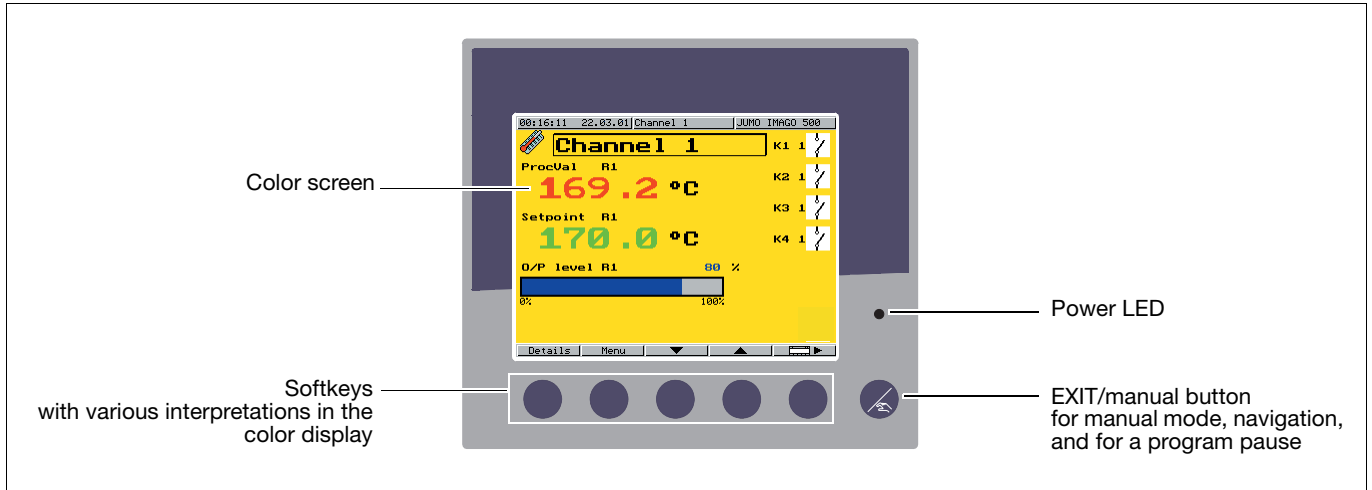 00:16:11 22.03.01 Channel 1 JUMO IMAGO 500
Channel 1
K1 1
ProcVal R1
K2 1
Color screen
169.2 °C
K3 1
Setpoint R1
170.0 °C
K4 1
O/P level R1 80 %
0% 100%
Power LED
Details Menu
Softkeys
with various interpretations in the
color display
EXIT/manual button
for manual mode, navigation,
and for a program pause